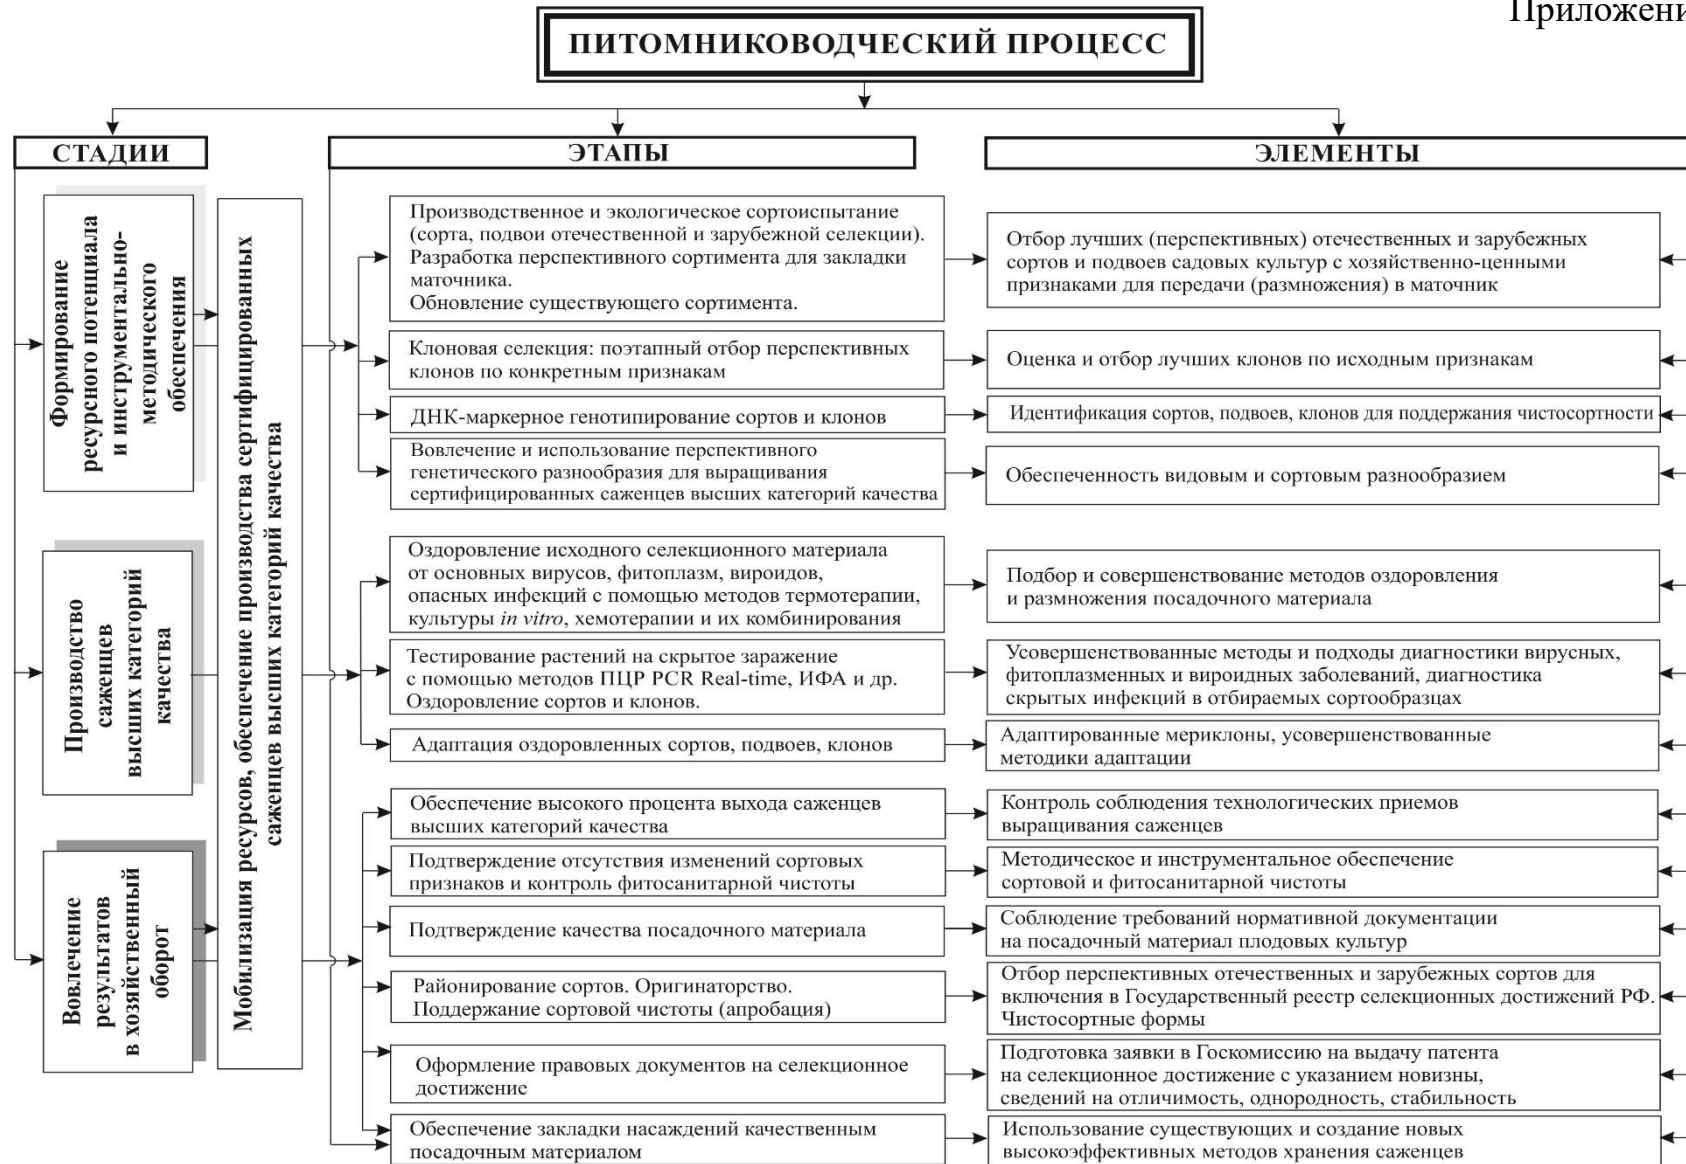 Приложени
ПИТОМНИКОВОДЧЕСКИЙ ПРОЦЕСС
СТАДИИ
ЭТАПЫ
ЭЛЕМЕНТЫ
Формирование
ресурсного потенциала
и инструментально-
методического
обеспечения
Производство
саженцев
высших категорий
качества
Вовлечение
результатов
в хозяйственный
оборот
Мобилизация ресурсов, обеспечение производства сертифицированных
саженцев высших категорий качества
Производственное и экологическое сортоиспытание
(сорта, подвои отечественной и зарубежной селекции).
Разработка перспективного сортимента для закладки
маточника.
Обновление существующего сортимента.
Отбор лучших (перспективных) отечественных и зарубежных
сортов и подвоев садовых культур с хозяйственно-ценными
признаками для передачи (размножения) в маточник
Клоновая селекция: поэтапный отбор перспективных
клонов по конкретным признакам
Оценка и отбор лучших клонов по исходным признакам
ДНК-маркерное генотипирование сортов и клонов
Идентификация сортов, подвоев, клонов для поддержания чистосортности
Вовлечение и использование перспективного
генетического разнообразия для выращивания
сертифицированных саженцев высших категорий качества
Обеспеченность видовым и сортовым разнообразием
Оздоровление исходного селекционного материала
от основных вирусов, фитоплазм, вироидов,
опасных инфекций с помощью методов термотерапии,
культуры in vitro, хемотерапии и их комбинирования
Подбор и совершенствование методов оздоровления
и размножения посадочного материала
Тестирование растений на скрытое заражение
с помощью методов ПЦР PCR Real-time, ИФА и др.
Оздоровление сортов и клонов.
Усовершенствованные методы и подходы диагностики вирусных,
фитоплазменных и вироидных заболеваний, диагностика
скрытых инфекций в отбираемых сортообразцах
Адаптация оздоровленных сортов, подвоев, клонов
Адаптированные мериклоны, усовершенствованные
методики адаптации
Обеспечение высокого процента выхода саженцев
высших категорий качества
Контроль соблюдения технологических приемов
выращивания саженцев
Подтверждение отсутствия изменений сортовых
признаков и контроль фитосанитарной чистоты
Методическое и инструментальное обеспечение
сортовой и фитосанитарной чистоты
Подтверждение качества посадочного материала
Соблюдение требований нормативной документации
на посадочный материал плодовых культур
Районирование сортов. Оригинаторство.
Поддержание сортовой чистоты (апробация)
Отбор перспективных отечественных и зарубежных сортов для
включения в Государственный реестр селекционных достижений РФ.
Чистосортные формы
Оформление правовых документов на селекционное
достижение
Подготовка заявки в Госкомиссию на выдачу патента
на селекционное достижение с указанием новизны,
сведений на отличимость, однородность, стабильность
Обеспечение закладки насаждений качественным
посадочным материалом
Использование существующих и создание новых
высокоэффективных методов хранения саженцев